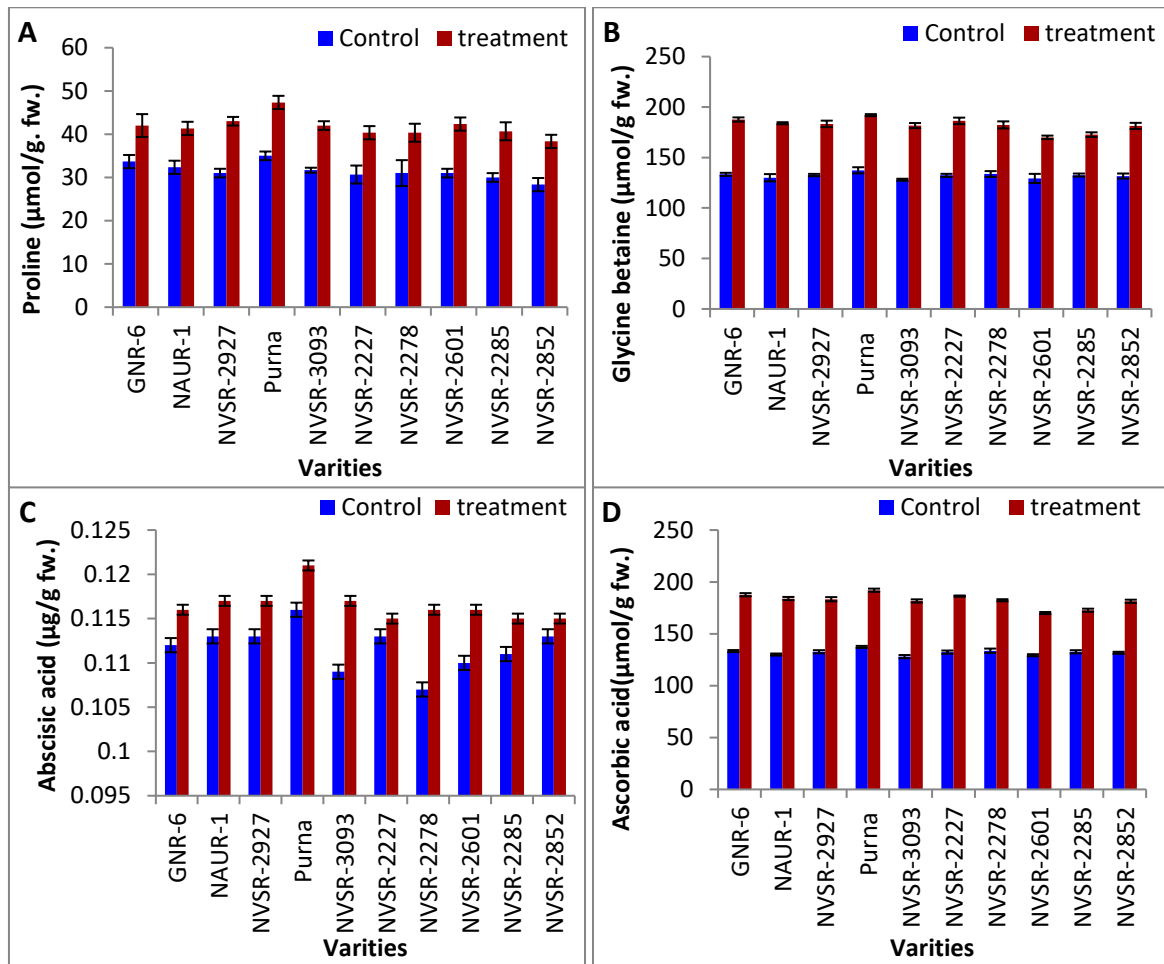 A
Control treatment
Proline (µmol/g. fw.)
60
50
40
30
20
10
0
GNR-6
NAUR-1
NVSR-2927
Purna
NVSR-3093
NVSR-2227
NVSR-2278
NVSR-2601
NVSR-2285
NVSR-2852
Varities
B
Control treatment
Glycine betaine (µmol/g fw.)
250
200
150
100
50
0
GNR-6
NAUR-1
NVSR-2927
Purna
NVSR-3093
NVSR-2227
NVSR-2278
NVSR-2601
NVSR-2285
NVSR-2852
Varities
C
Control treatment
Abscisic acid (µg/g fw.)
0.125
0.12
0.115
0.11
0.105
0.1
0.095
GNR-6
NAUR-1
NVSR-2927
Purna
NVSR-3093
NVSR-2227
NVSR-2278
NVSR-2601
NVSR-2285
NVSR-2852
Varities
D
Control treatment
Ascorbic acid(µmol/g fw.)
250
200
150
100
50
0
GNR-6
NAUR-1
NVSR-2927
Purna
NVSR-3093
NVSR-2227
NVSR-2278
NVSR-2601
NVSR-2285
NVSR-2852
Varities